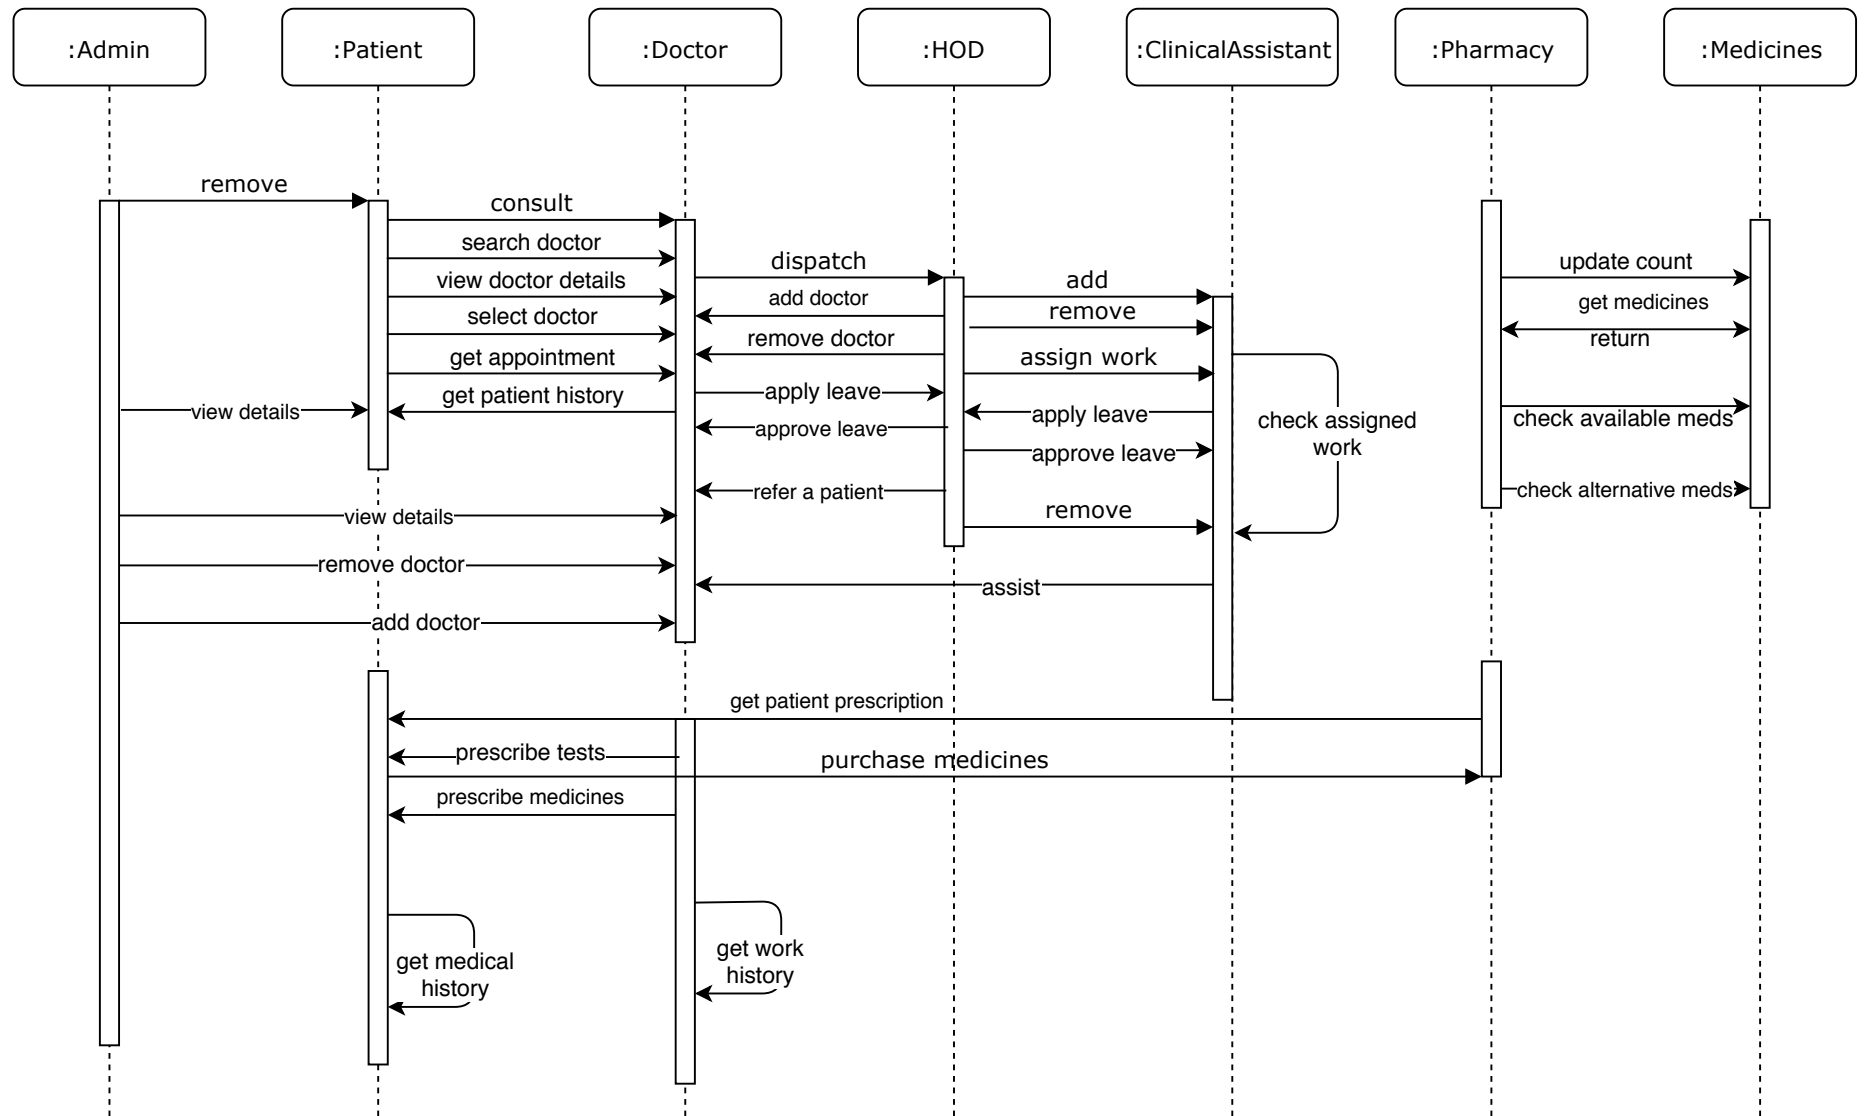 :Admin
:Patient
:Doctor
:HOD
:ClinicalAssistant
:Pharmacy
:Medicines
remove
consult
search doctor
dispatch
update count
view doctor details
add doctor
add
get medicines
select doctor
remove
remove doctor
return
get appointment
assign work
get patient history
apply leave
view details
apply leave
check assigned
work
check available meds
approve leave
approve leave
refer a patient
check alternative meds
remove
view details
remove doctor
assist
add doctor
get patient prescription
prescribe tests
purchase medicines
prescribe medicines
get work
history
get medical
history